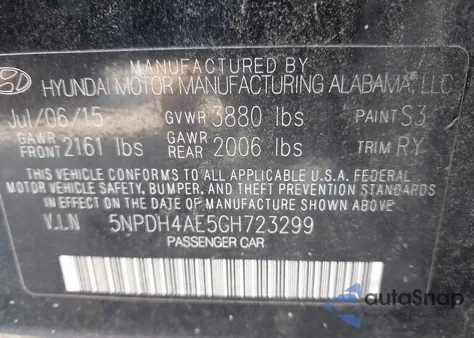 MANUFACTURED BY
HYUNDAI MOTOR MANUFACTURING ALABAMA, LLC
Jul/06/15 GVWR 3880 lbs PAINT S3
GAWR FRONT 2161 lbs GAWR REAR 2006 lbs TRIM RY
THIS VEHICLE CONFORMS TO ALL APPLICABLE U.S.A. FEDERAL
MOTOR VEHICLE SAFETY, BUMPER, AND THEFT PREVENTION STANDARDS
IN EFFECT ON THE DATE OF MANUFACTURE SHOWN ABOVE.
V.I.N 5NPDH4AE5GH723299
PASSENGER CAR
autoSnap